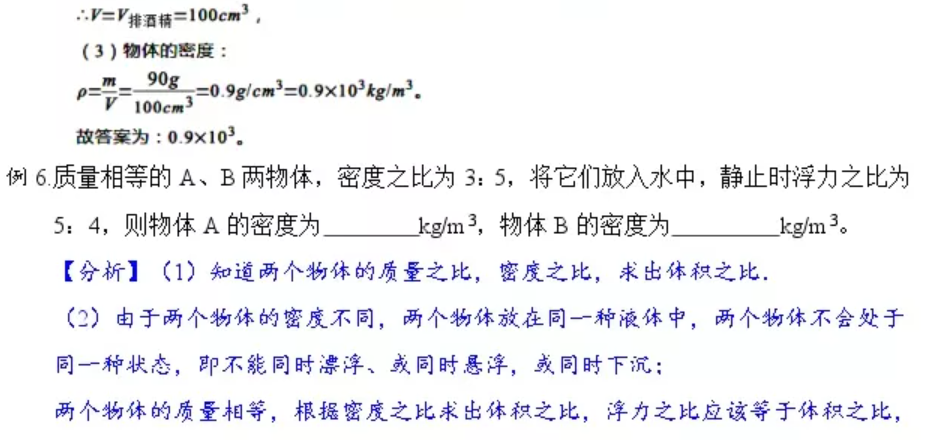 ∴V=V排酒精=100cm³，
（3）物体的密度：
ρ=m/V=90g/100cm³=0.9g/cm³=0.9×10³kg/m³。
故答案为：0.9×10³。
例 6.质量相等的 A、B 两物体，密度之比为 3：5，将它们放入水中，静止时浮力之比为
5：4，则物体 A 的密度为________kg/m³，物体 B 的密度为_________kg/m³。
【分析】（1）知道两个物体的质量之比，密度之比，求出体积之比．
（2）由于两个物体的密度不同，两个物体放在同一种液体中，两个物体不会处于
同一种状态，即不能同时漂浮、或同时悬浮，或同时下沉；
两个物体的质量相等，根据密度之比求出体积之比，浮力之比应该等于体积之比，